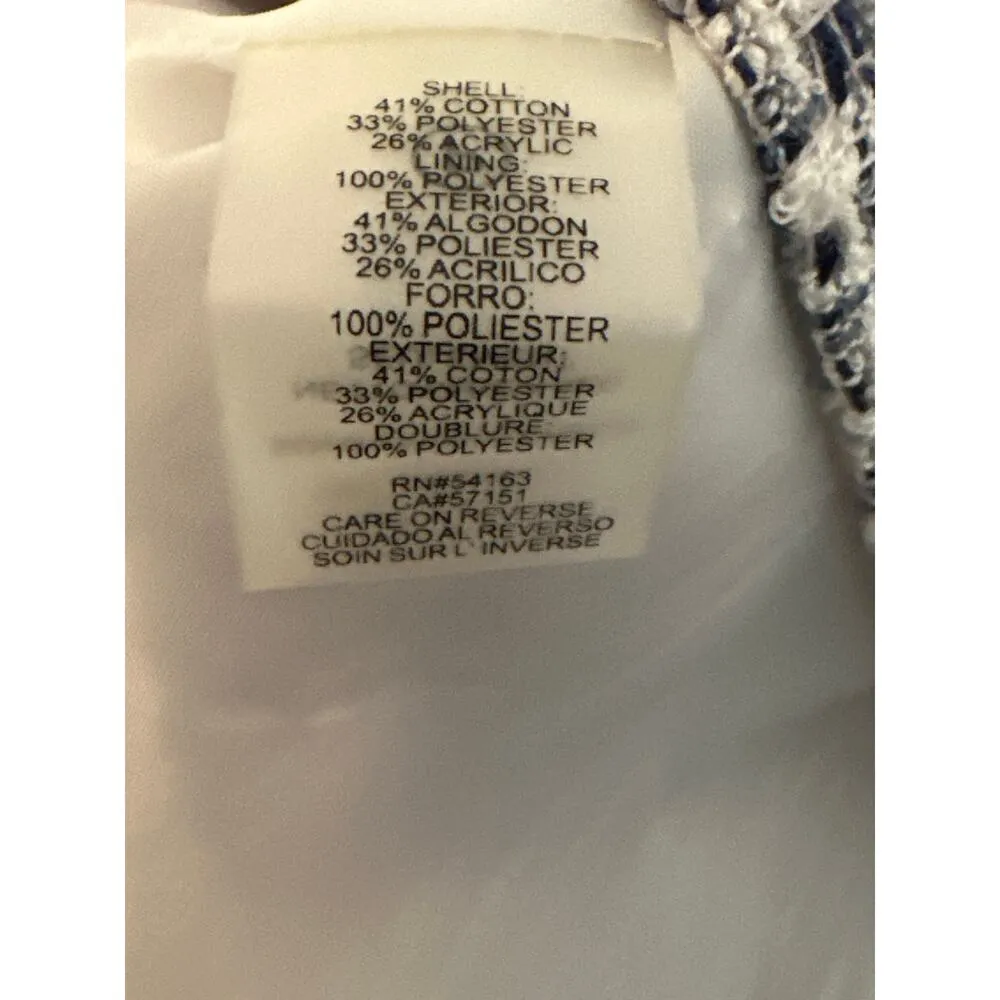 SHELL:
41% COTTON
33% POLYESTER
26% ACRYLIC
LINING:
100% POLYESTER
EXTERIOR:
41% ALGODON
33% POLIESTER
26% ACRILICO
FORRO:
100% POLIESTER
EXTERIEUR:
41% COTON
33% POLYESTER
26% ACRYLIQUE
DOUBLURE:
100% POLYESTER
RN#54163
CA#57151
CARE ON REVERSE
CUIDADO AL REVERSO
SOIN SUR L' INVERSE